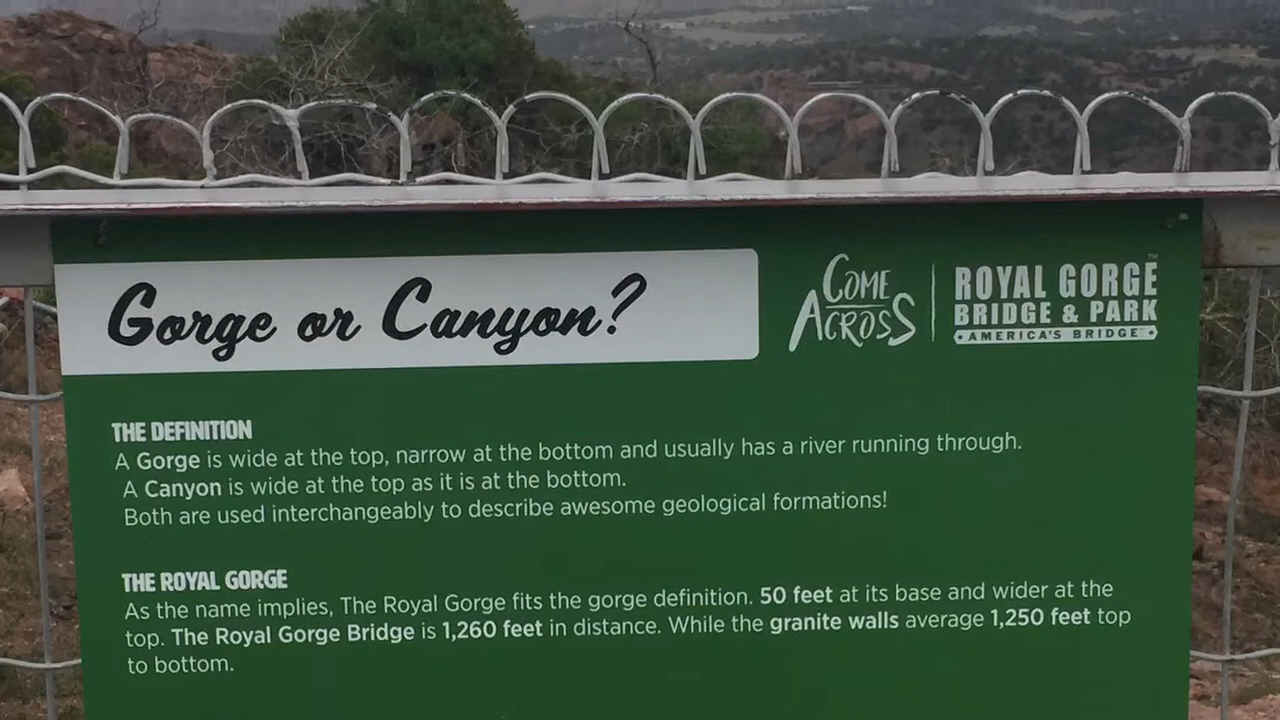 Gorge or Canyon?
COME
ACROSS
ROYAL GORGE
BRIDGE & PARK
AMERICA'S BRIDGE
THE DEFINITION
A Gorge is wide at the top, narrow at the bottom and usually has a river running through.
A Canyon is wide at the top as it is at the bottom.
Both are used interchangeably to describe awesome geological formations!
THE ROYAL GORGE
As the name implies, The Royal Gorge fits the gorge definition. 50 feet at its base and wider at the
top. The Royal Gorge Bridge is 1,260 feet in distance. While the granite walls average 1,250 feet top
to bottom.